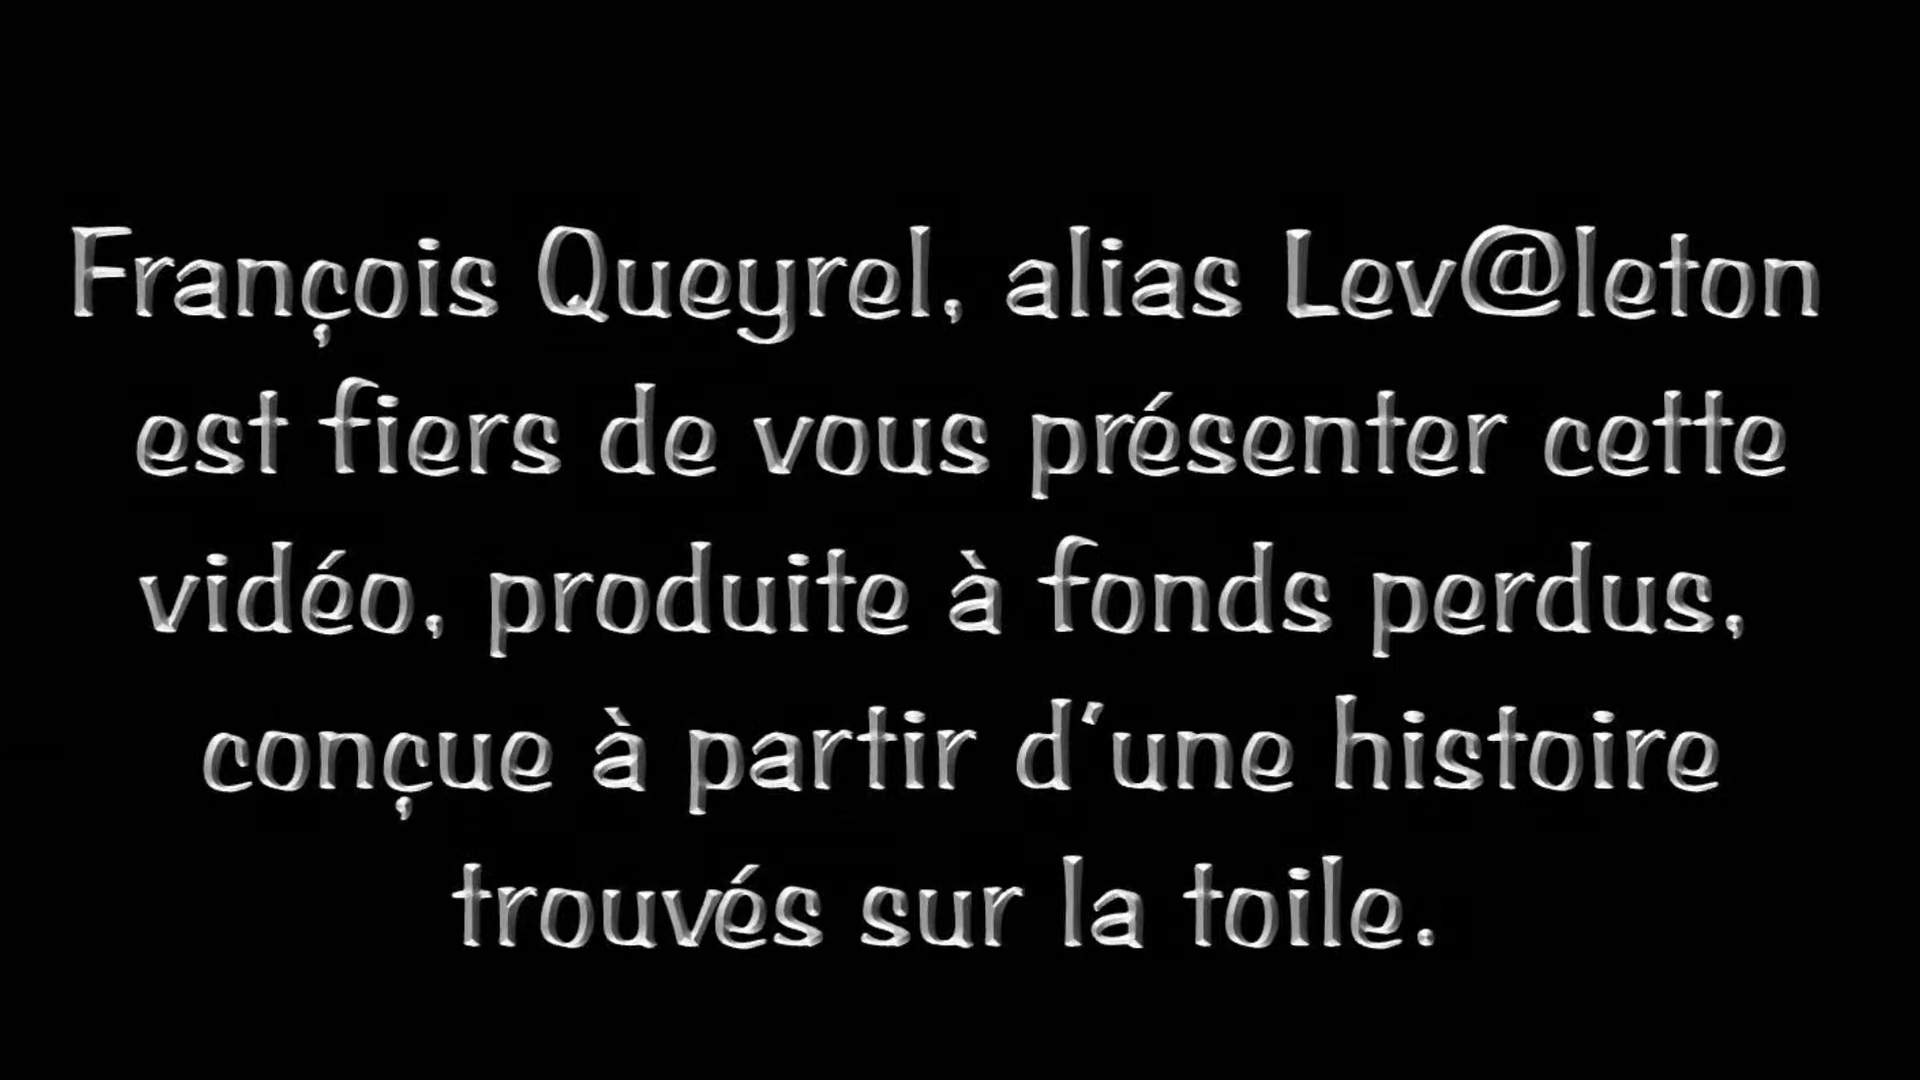 François Queyrel, alias Lev@leton
est fiers de vous présenter cette
vidéo, produite à fonds perdus,
conçue à partir d'une histoire
trouvés sur la toile.